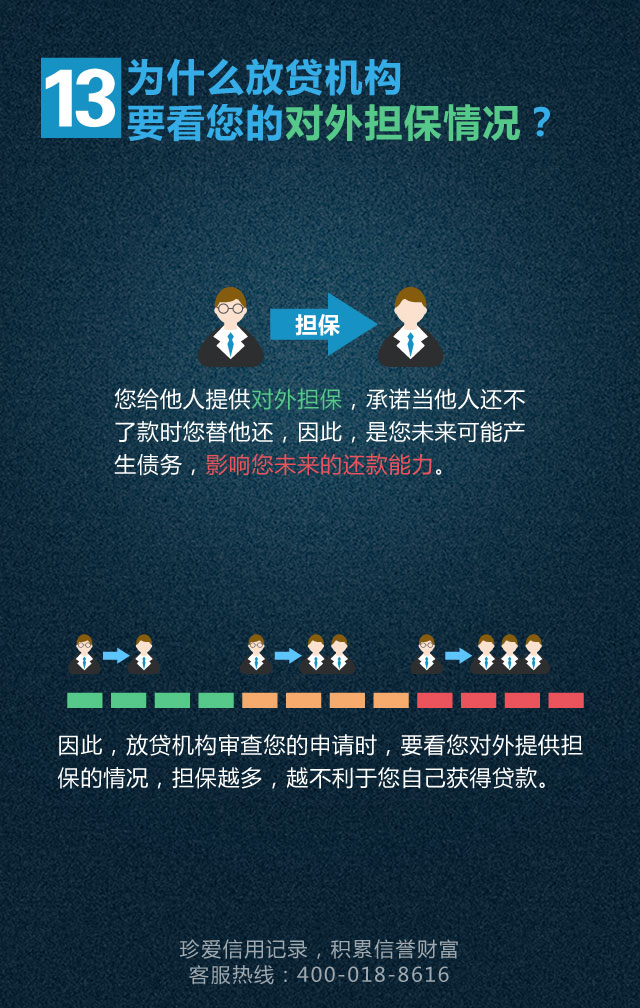 13 为什么放贷机构
要看您的对外担保情况？
担保
您给他人提供对外担保，承诺当他人还不
了款时您替他还，因此，是您未来可能产
生债务，影响您未来的还款能力。
因此，放贷机构审查您的申请时，要看您对外提供担
保的情况，担保越多，越不利于您自己获得贷款。
珍爱信用记录，积累信誉财富
客服热线：400-018-8616